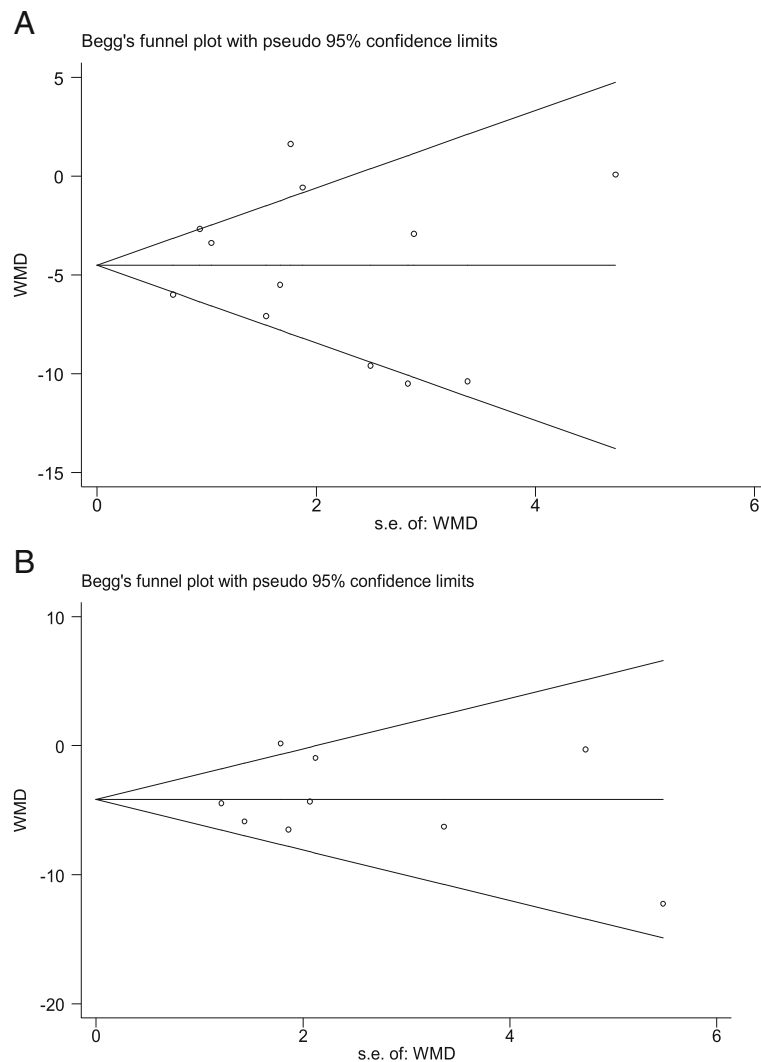 A
Begg's funnel plot with pseudo 95% confidence limits
5
0
-5
-10
-15
WMD
0 2 4 6
s.e. of: WMD
B
Begg's funnel plot with pseudo 95% confidence limits
10
0
-10
-20
WMD
0 2 4 6
s.e. of: WMD